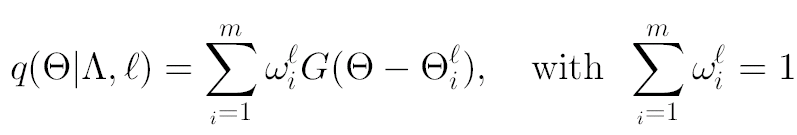 q(Θ|Λ, ℓ) = ∑_{i=1}^{m} ω_i^ℓ G(Θ − Θ_i^ℓ), with ∑_{i=1}^{m} ω_i^ℓ = 1